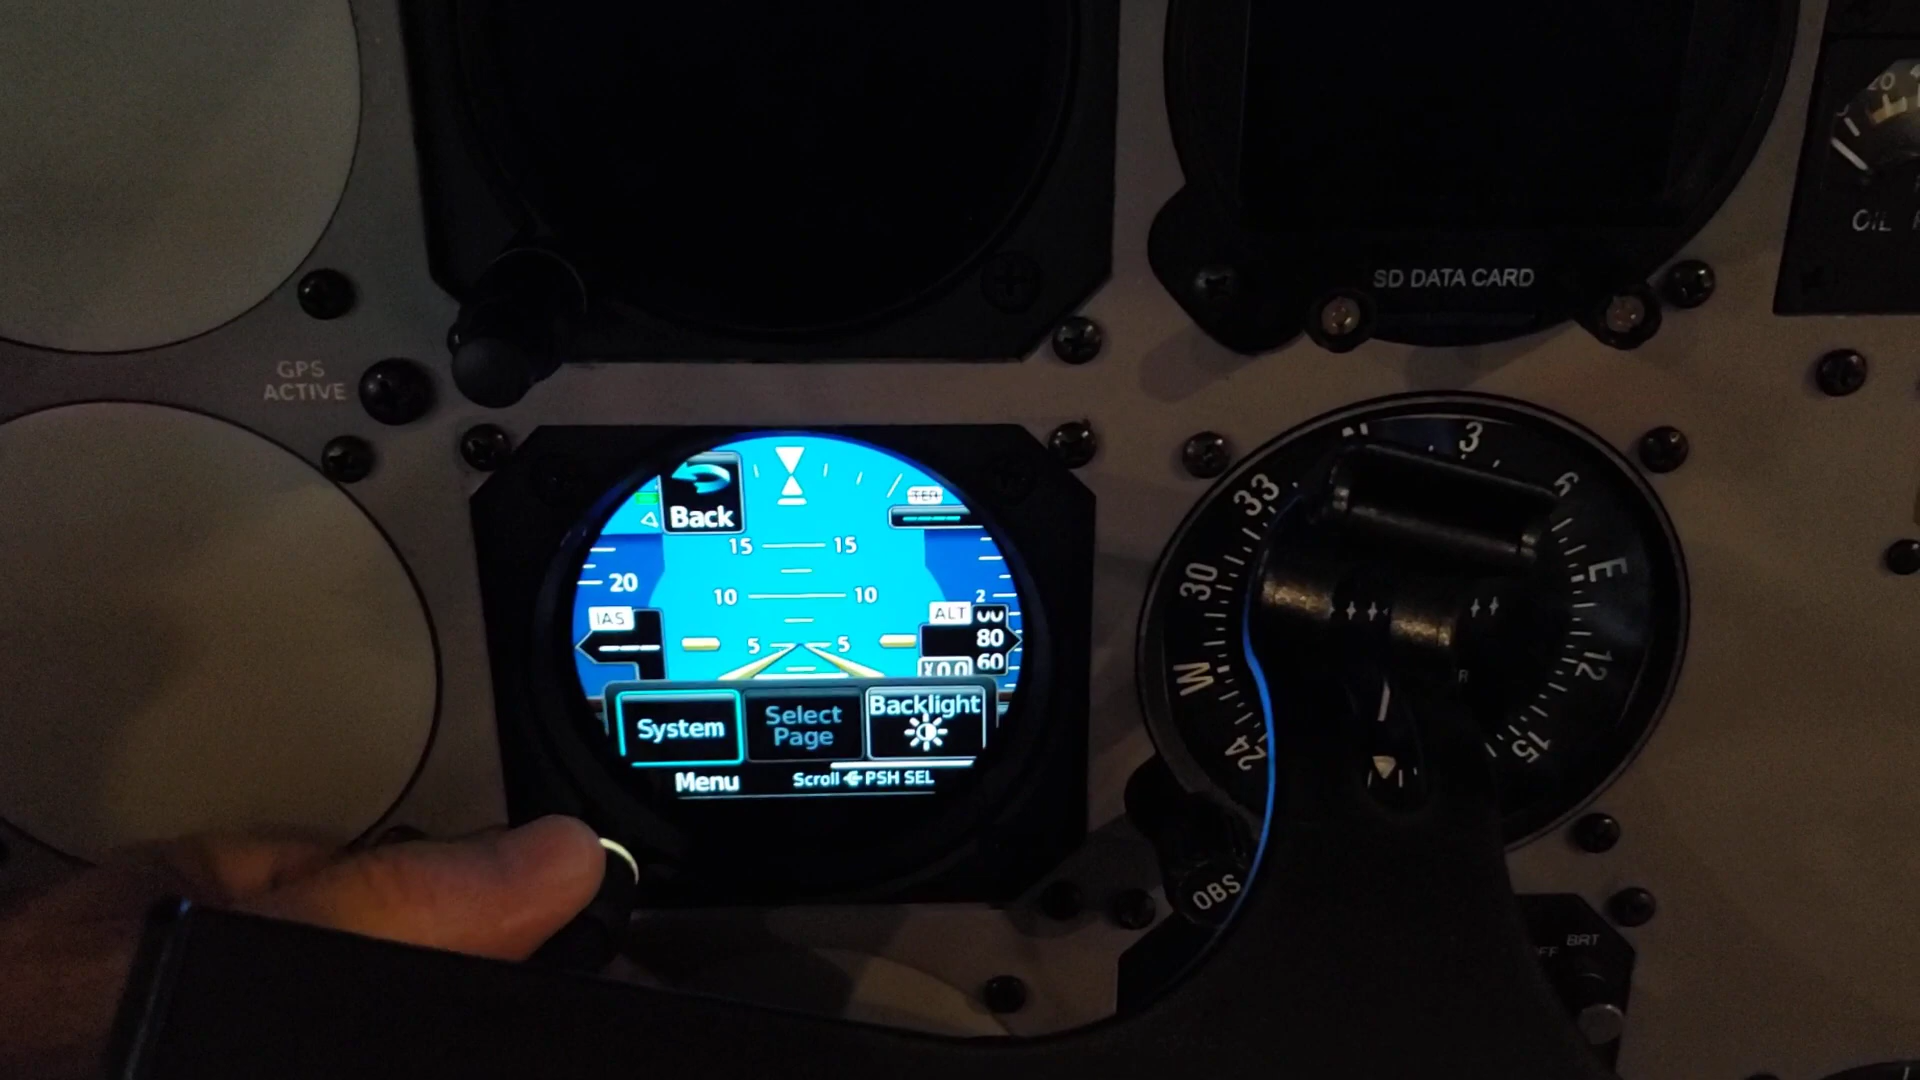 20
OIL
SD DATA CARD
GPS
ACTIVE
Back
15 15
20
10 10
2
IAS
ALT
80
5 5
60
System
Select
Page
Backlight
Menu
Scroll PSH SEL
3
6
33
30
E
W
12
24
15
R
OBS
BRT